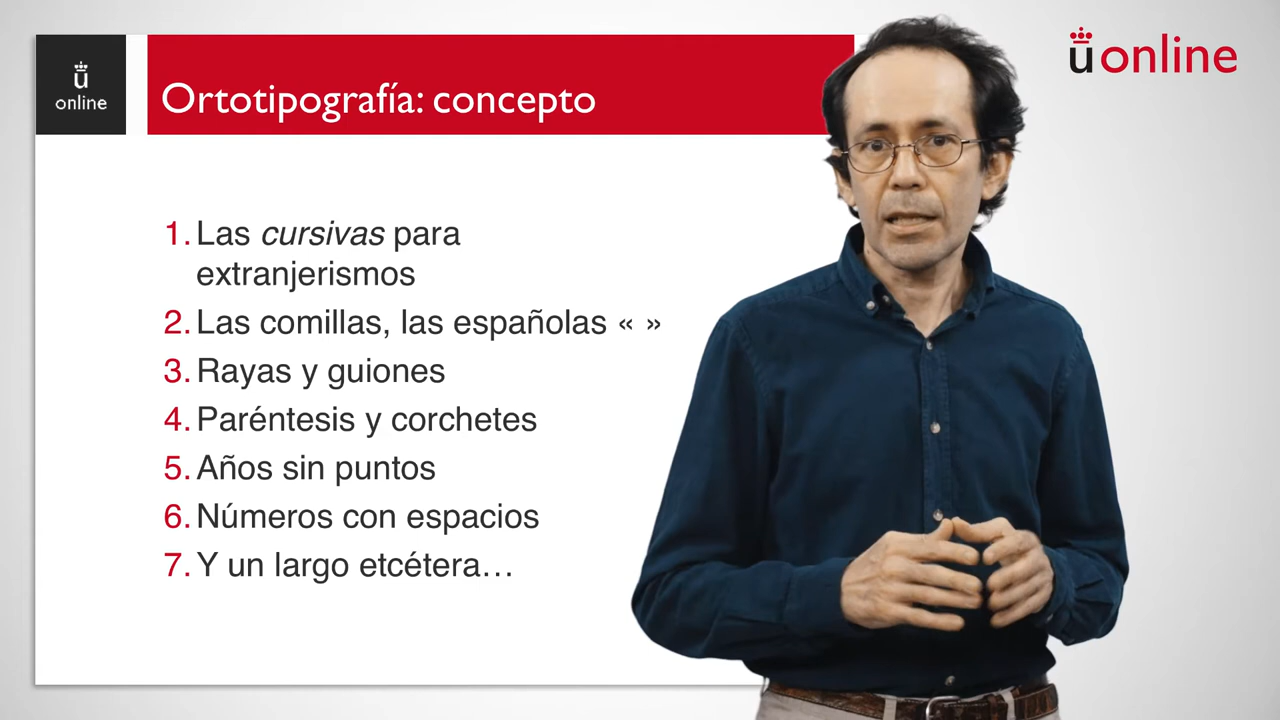 ü
online
Ortotipografía: concepto
üonline
1. Las cursivas para
extranjerismos
2. Las comillas, las españolas « »
3. Rayas y guiones
4. Paréntesis y corchetes
5. Años sin puntos
6. Números con espacios
7. Y un largo etcétera…